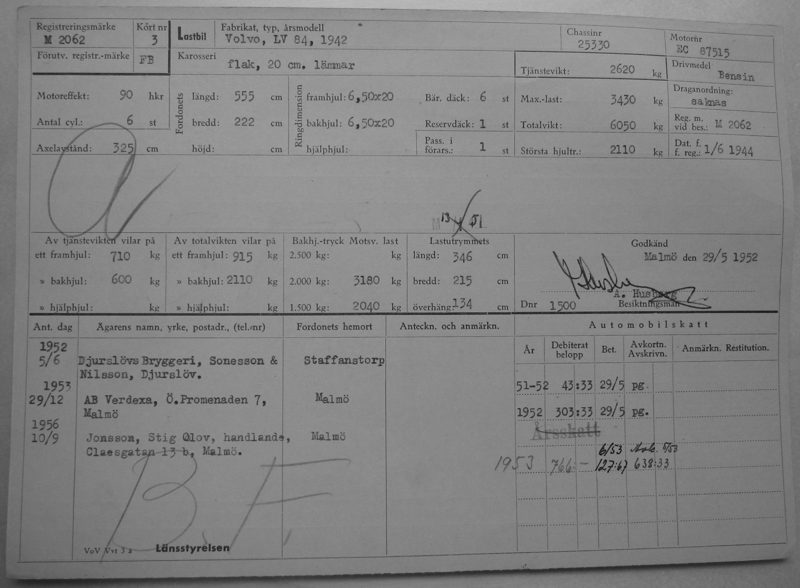 Registreringsmärke Kört nr Lastbil Fabrikat, typ, årsmodell Chassinr Motornr
M 2062 3 Volvo, LV 84, 1942 25330 EC 87515
Förutv. registr.-märke FB Karosseri flak, 20 cm. lämmar Tjänstevikt: 2620 kg Drivmedel Bensin
Motoreffekt: 90 hkr Fordonets längd: 555 cm Ringdimension framhjul: 6,50x20 Bär. däck: 6 st Max.-last: 3430 kg Draganordning: saknas
Antal cyl.: 6 st bredd: 222 cm bakhjul: 6,50x20 Reservdäck: 1 st Totalvikt: 6050 kg Reg. m. vid bes.: M 2062
Axelavstånd: 325 cm höjd: cm hjälphjul: Pass. i förars.: 1 st Största hjultr.: 2110 kg Dat. f. f. reg.: 1/6 1944
Av tjänstevikten vilar på Av totalvikten vilar på Bakhj.-tryck Motsv. last Lastutrymmets Godkänd
ett framhjul: 710 kg ett framhjul: 915 kg 2.500 kg: kg längd: 346 cm Malmö den 29/5 1952
» bakhjul: 600 kg » bakhjul: 2110 kg 2.000 kg: 3180 kg bredd: 215 cm
A. Husberg
» hjälphjul: kg » hjälphjul: kg 1.500 kg: 2040 kg överhäng: 134 cm Dnr 1500 Besiktningsman
Ant. dag Ägarens namn, yrke, postadr., (tel.-nr) Fordonets hemort Anteckn. och anmärkn. Automobilskatt
År Debiterat belopp Bet. Avkortn. Avskrivn. Anmärkn. Restitution.
1952
5/6 Djurslövs Bryggeri, Sonesson & Staffanstorp
Nilsson, Djurslöv.
1953 51-52 43:33 29/5 pg.
29/12 AB Verdexa, Ö.Promenaden 7, Malmö
Malmö 1952 303:33 29/5 pg.
1956 Årsskatt
10/9 Jonsson, Stig Olov, handlande, Malmö
Claesgatan 13 b, Malmö. 6/53
1953 766:- 127:67 638:33
B.F.
VoV Vvt 3 a Länsstyrelsen